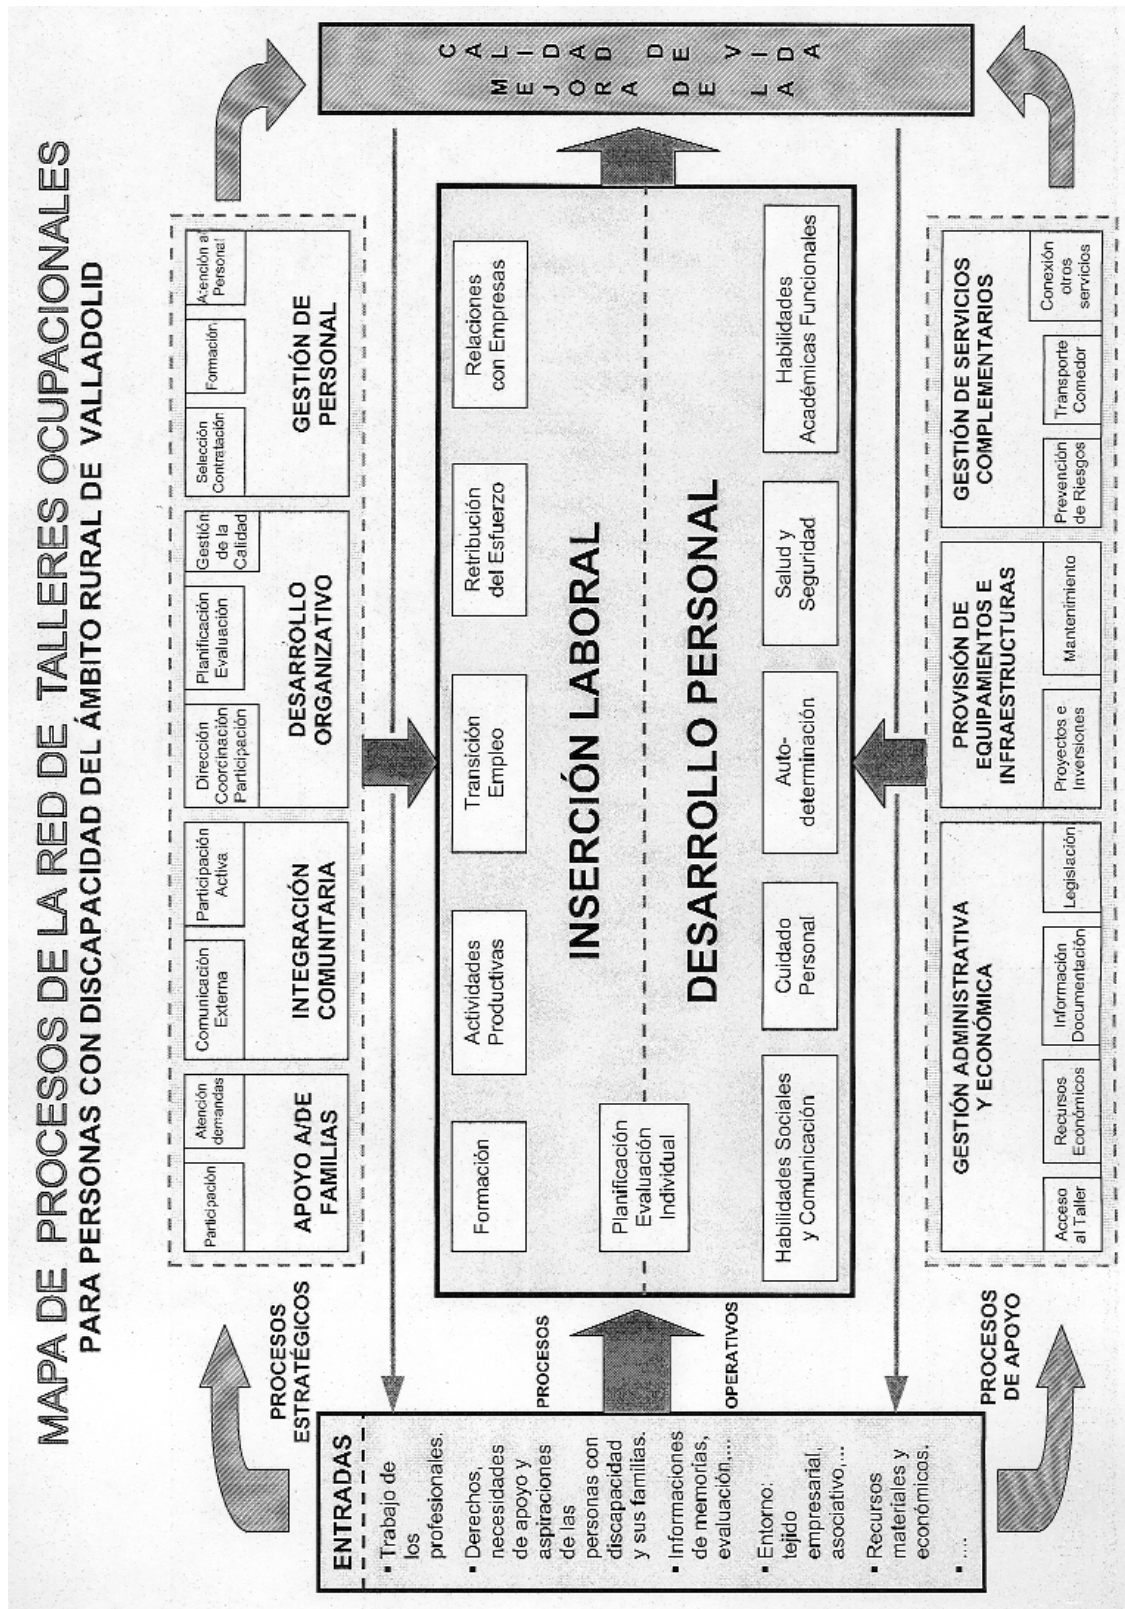 MAPA DE PROCESOS DE LA RED DE TALLERES OCUPACIONALES
PARA PERSONAS CON DISCAPACIDAD DEL ÁMBITO RURAL DE VALLADOLID
PROCESOS
ESTRATÉGICOS
Participación
Atención
demandas
APOYO A/DE
FAMILIAS
Comunicación
Externa
Participación
Activa
INTEGRACIÓN
COMUNITARIA
Dirección
Coordinación
Participación
Planificación
Evaluación
Gestión
de la
Calidad
DESARROLLO
ORGANIZATIVO
Selección
Contratación
Formación
Atención al
Personal
GESTIÓN DE
PERSONAL
ENTRADAS
▪ Trabajo de
los
profesionales.
▪ Derechos,
necesidades
de apoyo y
aspiraciones
de las
personas con
discapacidad
y sus familias.
▪ Informaciones
de memorías,
evaluación,...
▪ Entorno:
tejido
empresarial,
asociativo,...
▪ Recursos
materiales y
económicos.
▪ ....
PROCESOS
OPERATIVOS
Formación
Actividades
Productivas
Transición
Empleo
Retribución
del Esfuerzo
Relaciones
con Empresas
INSERCIÓN LABORAL
Planificación
Evaluación
Individual
DESARROLLO PERSONAL
Habilidades Sociales
y Comunicación
Cuidado
Personal
Auto-
determinación
Salud y
Seguridad
Habilidades
Académicas Funcionales
MEJORA DE LA
CALIDAD DE VIDA
PROCESOS
DE APOYO
GESTIÓN ADMINISTRATIVA
Y ECONÓMICA
Acceso
al Taller
Recursos
Económicos
Información
Documentación
Legislación
PROVISIÓN DE
EQUIPAMIENTOS E
INFRAESTRUCTURAS
Proyectos e
Inversiones
Mantenimiento
GESTIÓN DE SERVICIOS
COMPLEMENTARIOS
Prevención
de Riesgos
Transporte
Comedor
Conexión
otros
servicios